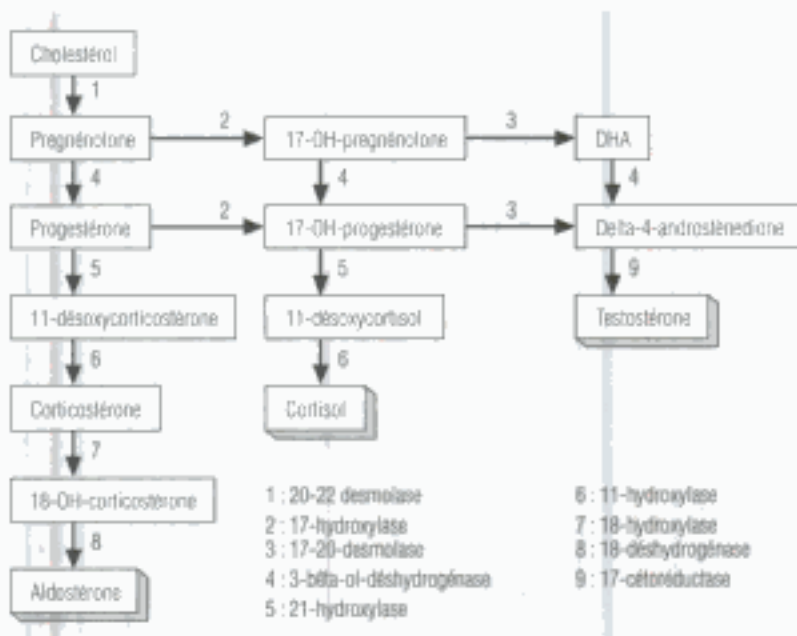 Cholestérol
1
Pregnénolone
2
17-OH-pregnénolone
3
DHA
4
4
4
Progestérone
2
17-OH-progestérone
3
Delta-4-androstènedione
5
5
9
11-désoxycorticostérone
11-désoxycortisol
Testostérone
6
6
Corticostérone
Cortisol
7
18-OH-corticostérone
8
Aldostérone
1 : 20-22 desmolase
2 : 17-hydroxylase
3 : 17-20-desmolase
4 : 3-bêta-ol-déshydrogénase
5 : 21-hydroxylase
6 : 11-hydroxylase
7 : 18-hydroxylase
8 : 18-déshydrogénase
9 : 17-cétoréductase